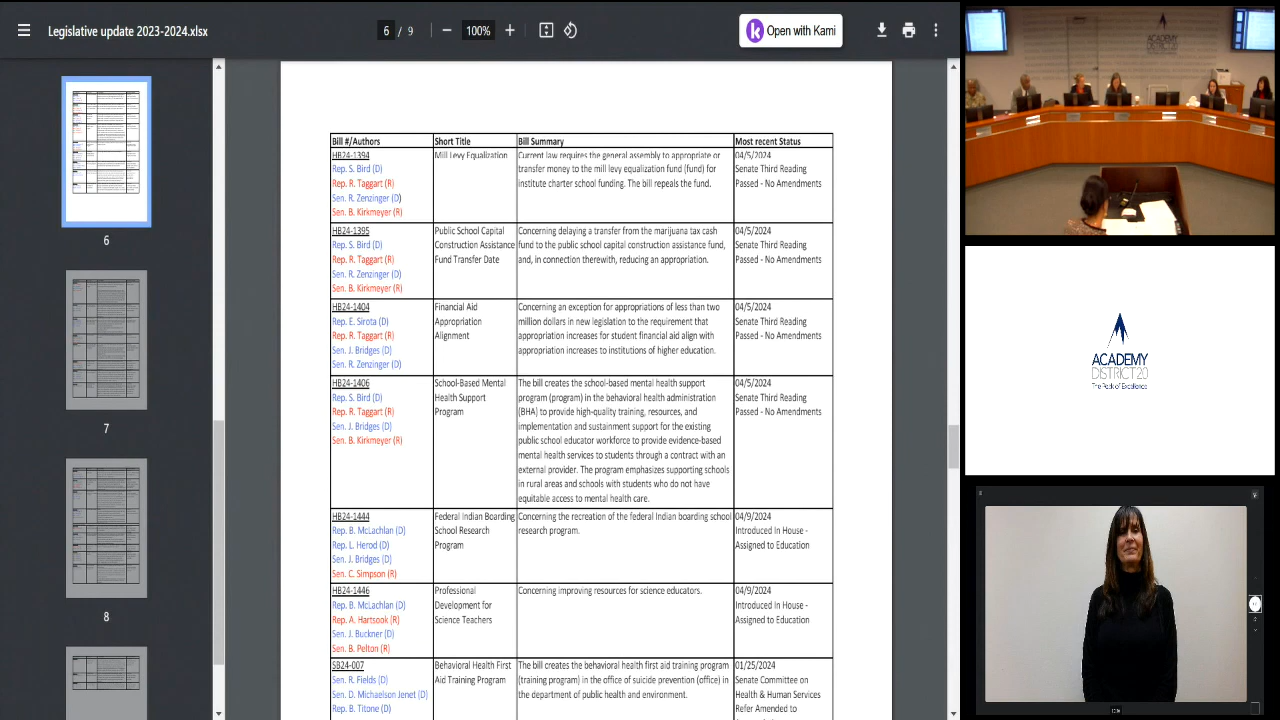 Legislative update 2023-2024.xlsx
6 / 9
100%
Open with Kami
6
7
8
Bill #/Authors Short Title Bill Summary Most recent Status
HB24-1394 Mill Levy Equalization Current law requires the general assembly to appropriate or 04/5/2024
Rep. S. Bird (D) transfer money to the mill levy equalization fund (fund) for Senate Third Reading
Rep. R. Taggart (R) institute charter school funding. The bill repeals the fund. Passed - No Amendments
Sen. R. Zenzinger (D)
Sen. B. Kirkmeyer (R)
HB24-1395 Public School Capital Concerning delaying a transfer from the marijuana tax cash 04/5/2024
Rep. S. Bird (D) Construction Assistance fund to the public school capital construction assistance fund, Senate Third Reading
Rep. R. Taggart (R) Fund Transfer Date and, in connection therewith, reducing an appropriation. Passed - No Amendments
Sen. R. Zenzinger (D)
Sen. B. Kirkmeyer (R)
HB24-1404 Financial Aid Concerning an exception for appropriations of less than two 04/5/2024
Rep. E. Sirota (D) Appropriation million dollars in new legislation to the requirement that Senate Third Reading
Rep. R. Taggart (R) Alignment appropriation increases for student financial aid align with Passed - No Amendments
Sen. J. Bridges (D) appropriation increases to institutions of higher education.
Sen. R. Zenzinger (D)
HB24-1406 School-Based Mental The bill creates the school-based mental health support 04/5/2024
Rep. S. Bird (D) Health Support program (program) in the behavioral health administration Senate Third Reading
Rep. R. Taggart (R) Program (BHA) to provide high-quality training, resources, and Passed - No Amendments
Sen. J. Bridges (D) implementation and sustainment support for the existing
Sen. B. Kirkmeyer (R) public school educator workforce to provide evidence-based
mental health services to students through a contract with an
external provider. The program emphasizes supporting schools
in rural areas and schools with students who do not have
equitable access to mental health care.
HB24-1444 Federal Indian Boarding Concerning the recreation of the federal Indian boarding school 04/9/2024
Rep. B. McLachlan (D) School Research research program. Introduced In House -
Rep. L. Herod (D) Program Assigned to Education
Sen. J. Bridges (D)
Sen. C. Simpson (R)
HB24-1446 Professional Concerning improving resources for science educators. 04/9/2024
Rep. B. McLachlan (D) Development for Introduced In House -
Rep. A. Hartsook (R) Science Teachers Assigned to Education
Sen. J. Buckner (D)
Sen. B. Pelton (R)
SB24-007 Behavioral Health First The bill creates the behavioral health first aid training program 01/25/2024
Sen. R. Fields (D) Aid Training Program (training program) in the office of suicide prevention (office) in Senate Committee on
Sen. D. Michaelson Jenet (D) the department of public health and environment. Health & Human Services
Rep. B. Titone (D) Refer Amended to
ACADEMY
DISTRICT 20
ACADEMY
DISTRICT20
The Peak of Excellence